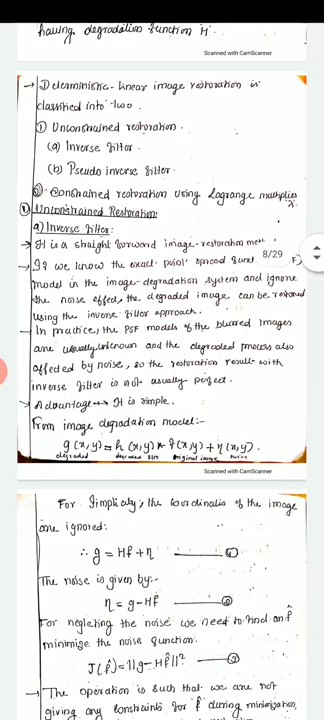 having degradation function H
Scanned with CamScanner
→ Deterministic-linear image restoration is
classified into two.
① Unconstrained restoration.
(a) Inverse filter.
(b) Pseudo inverse filter.
② Constrained restoration using Lagrange multiplies
λ.
① Unconstrained Restoration:
a) Inverse filter:
→ It is a straight forward image-restoration
→ If we know the exact point spread
8/29
model in the image-degradation system and ignore
the noise effect, the degraded image can be restored
using the inverse filter approach.
→ In practice, the PSF models of the blurred images
are usually unknown and the degraded process also
affected by noise, so the restoration result with
inverse filter is not usually perfect.
→ Advantage → It is simple.
From image degradation model:-
g(x,y) = h(x,y) * f(x,y) + η(x,y).
degraded original image noise
Scanned with CamScanner
For simplicity, the coordinates of the image
are ignored:
∴ g = Hf + η ①
The noise is given by:-
η = g - Hf ②
For neglecting the noise we need to find an f̂
minimise the noise function.
J(f̂) = ||g - Hf̂||² ③
→ The operation is such that we are not
giving any constraints for f̂ during minimization,